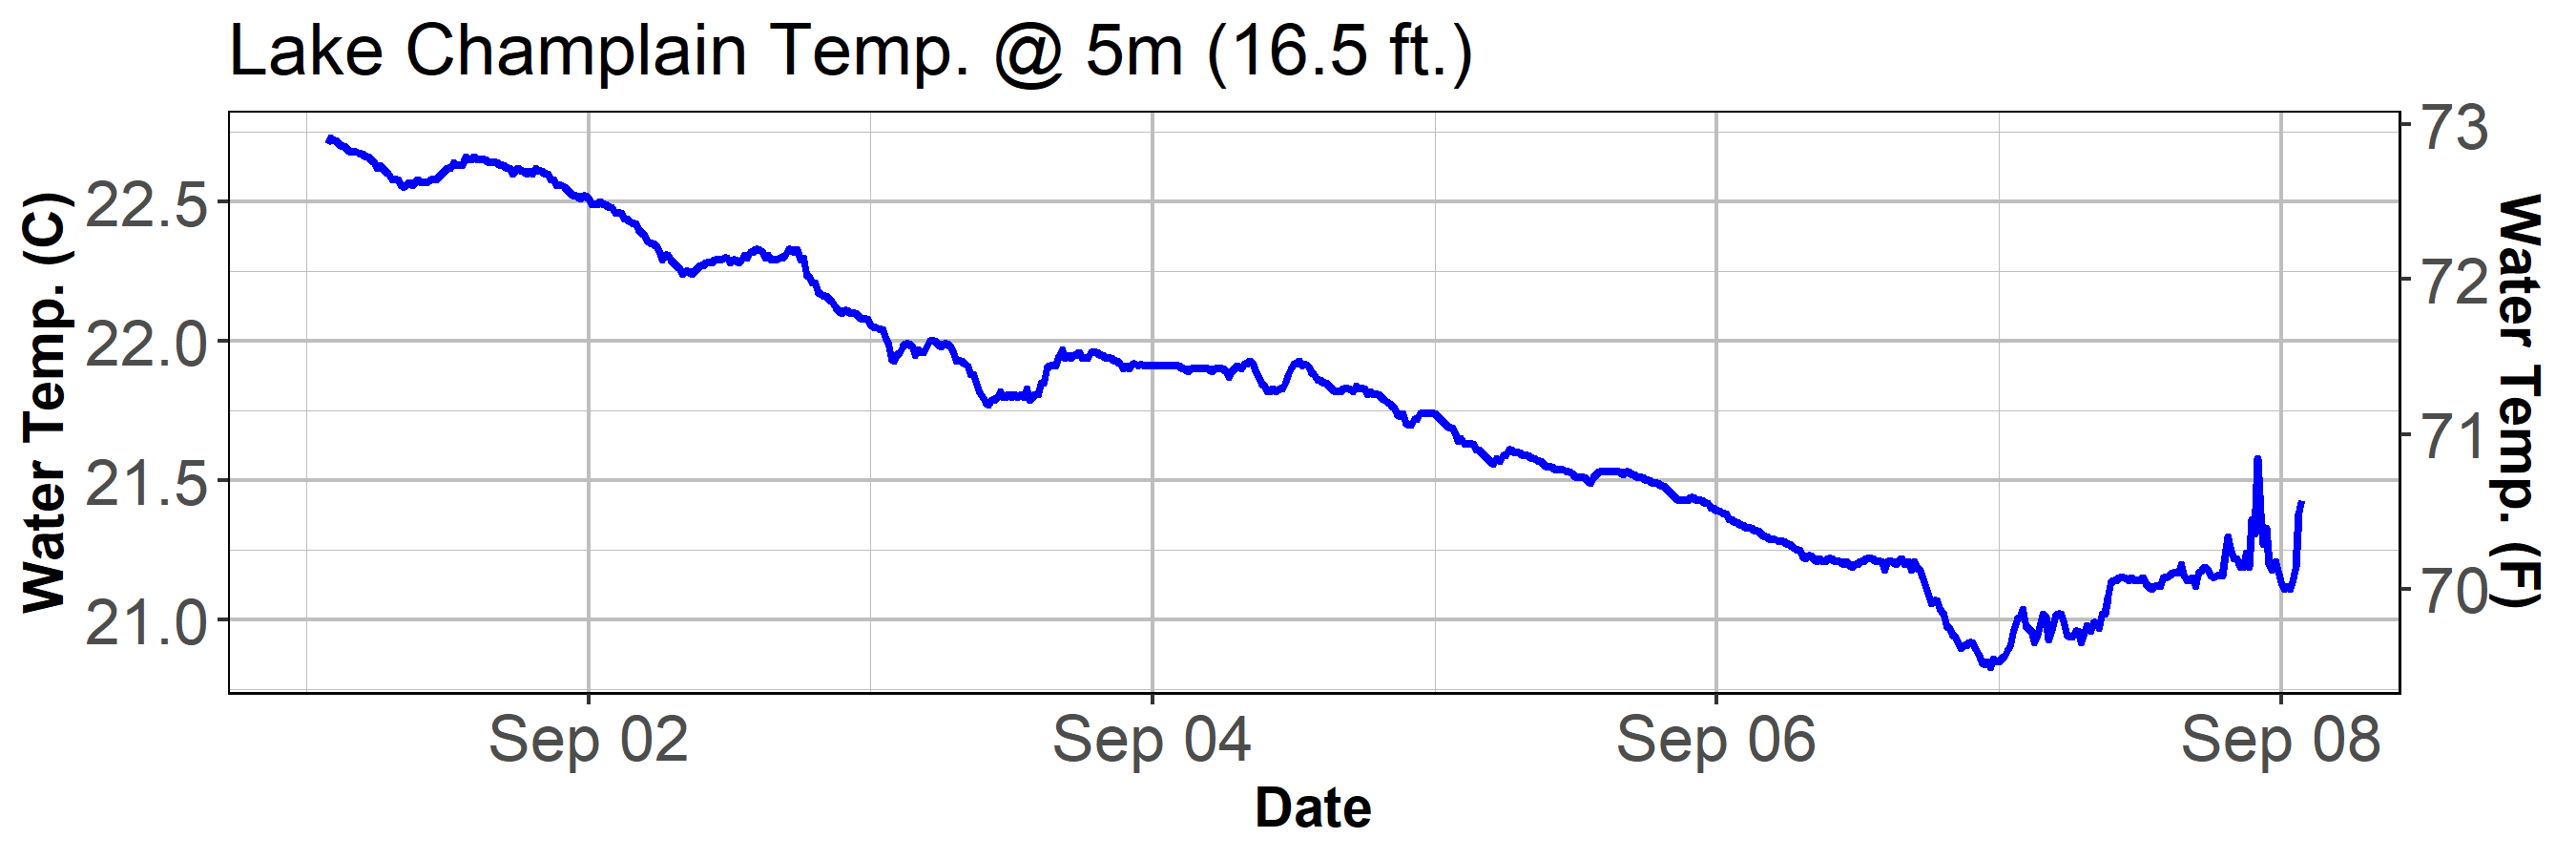 Lake Champlain Temp. @ 5m (16.5 ft.)
Water Temp. (C)
22.5
22.0
21.5
21.0
73
72
71
70
Water Temp. (F)
Sep 02
Sep 04
Sep 06
Sep 08
Date